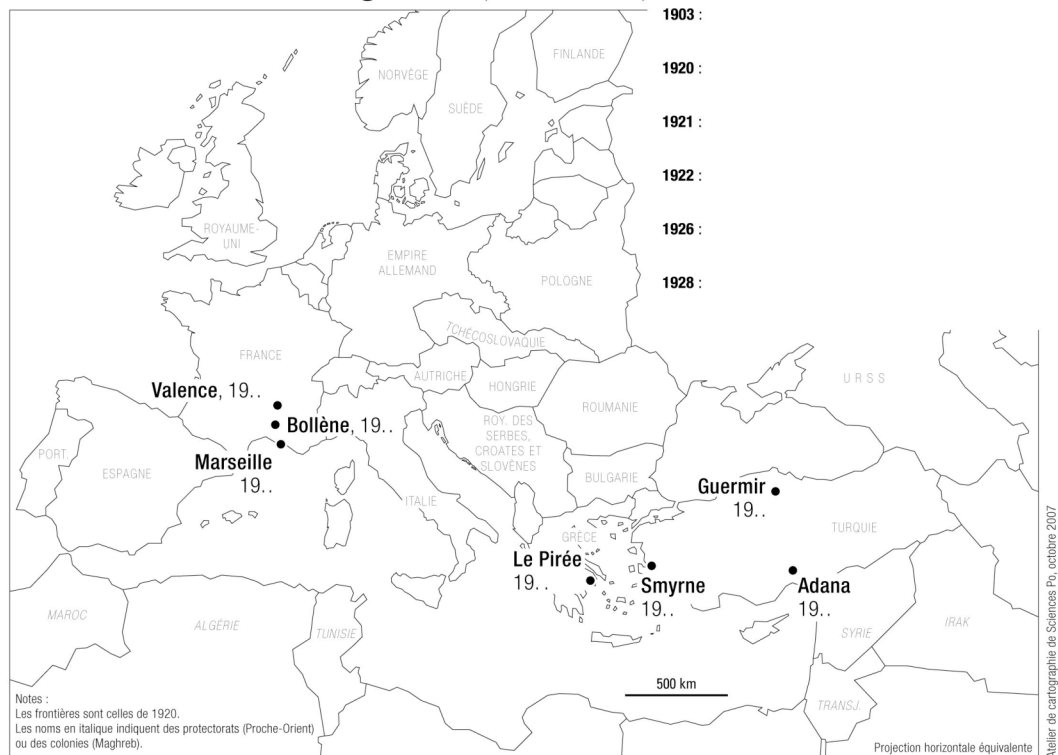 1903 :
1920 :
1921 :
1922 :
1926 :
1928 :
FINLANDE
NORVÈGE
SUÈDE
ROYAUME-
UNI
EMPIRE
ALLEMAND
POLOGNE
TCHÉCOSLOVAQUIE
FRANCE
AUTRICHE
HONGRIE
ROUMANIE
U R S S
Valence, 19..
Bollène, 19..
Marseille
19..
ROY. DES
SERBES,
CROATES ET
SLOVÈNES
PORT.
ESPAGNE
ITALIE
BULGARIE
Guermir
19..
TURQUIE
GRÈCE
Le Pirée
19..
Smyrne
19..
Adana
19..
MAROC
ALGÉRIE
TUNISIE
SYRIE
IRAK
TRANSJ.
500 km
Notes :
Les frontières sont celles de 1920.
Les noms en italique indiquent des protectorats (Proche-Orient)
ou des colonies (Maghreb).
Projection horizontale équivalente
Atelier de cartographie de Sciences Po, octobre 2007